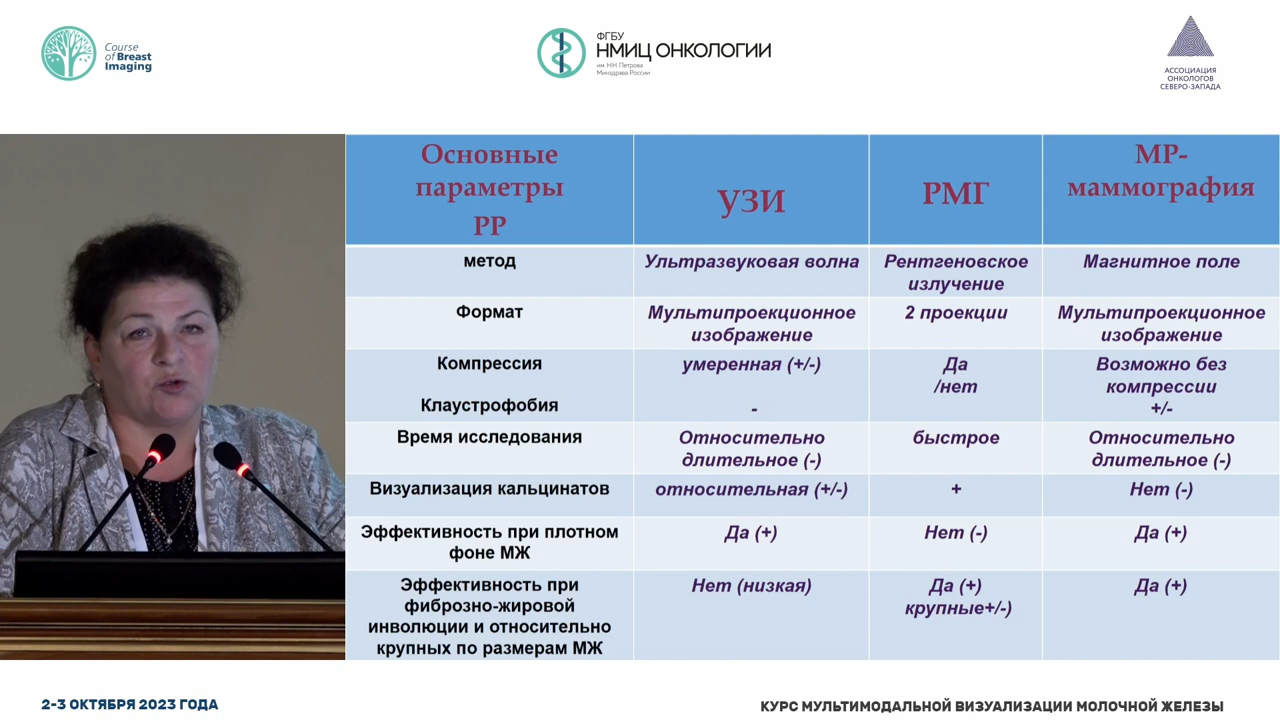 Course
of Breast
Imaging
ФГБУ
НМИЦ ОНКОЛОГИИ
им. Н.Н. Петрова
Минздрава России
АССОЦИАЦИЯ
ОНКОЛОГОВ
СЕВЕРО-ЗАПАДА
Основные
параметры
РР
УЗИ
РМГ
МР-
маммография
метод
Ультразвуковая волна
Рентгеновское
излучение
Магнитное поле
Формат
Мультипроекционное
изображение
2 проекции
Мультипроекционное
изображение
Компрессия
Клаустрофобия
умеренная (+/-)
-
Да
/нет
Возможно без
компрессии
+/-
Время исследования
Относительно
длительное (-)
быстрое
Относительно
длительное (-)
Визуализация кальцинатов
относительная (+/-)
+
Нет (-)
Эффективность при плотном
фоне МЖ
Да (+)
Нет (-)
Да (+)
Эффективность при
фиброзно-жировой
инволюции и относительно
крупных по размерам МЖ
Нет (низкая)
Да (+)
крупные+/-)
Да (+)
2-3 ОКТЯБРЯ 2023 ГОДА
КУРС МУЛЬТИМОДАЛЬНОЙ ВИЗУАЛИЗАЦИИ МОЛОЧНОЙ ЖЕЛЕЗЫ